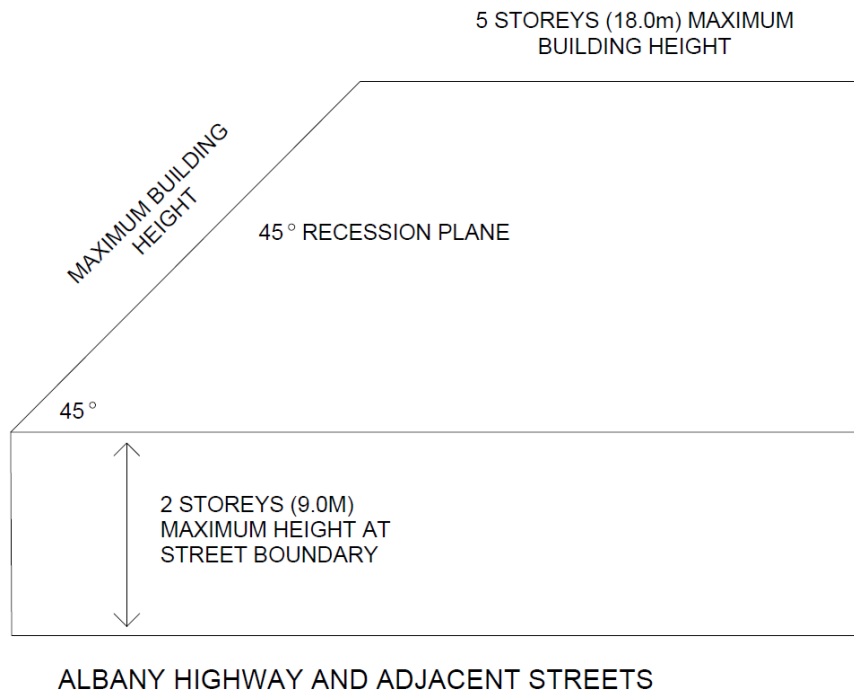 5 STOREYS (18.0m) MAXIMUM
BUILDING HEIGHT
MAXIMUM BUILDING
HEIGHT
45° RECESSION PLANE
45°
2 STOREYS (9.0M)
MAXIMUM HEIGHT AT
STREET BOUNDARY
ALBANY HIGHWAY AND ADJACENT STREETS